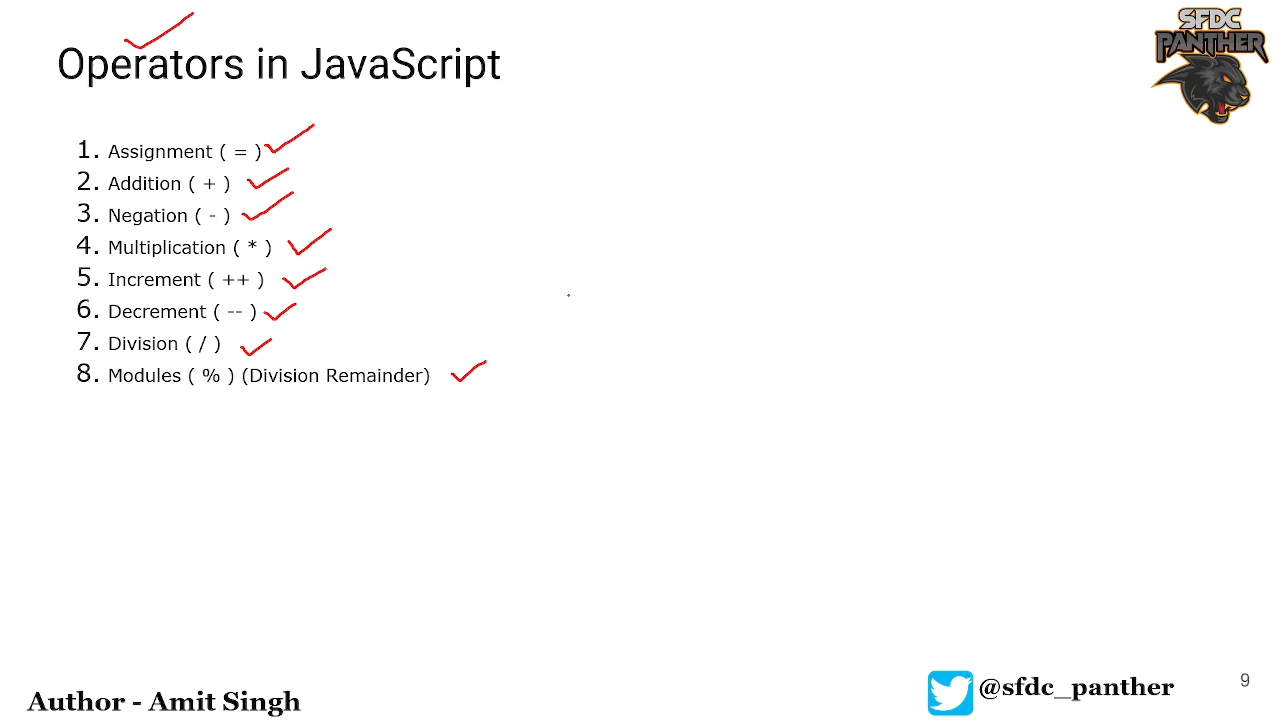 SFDC
PANTHER
Operators in JavaScript
1. Assignment ( = )
2. Addition ( + )
3. Negation ( - )
4. Multiplication ( * )
5. Increment ( ++ )
6. Decrement ( -- )
7. Division ( / )
8. Modules ( % ) (Division Remainder)
Author - Amit Singh
@sfdc_panther
9